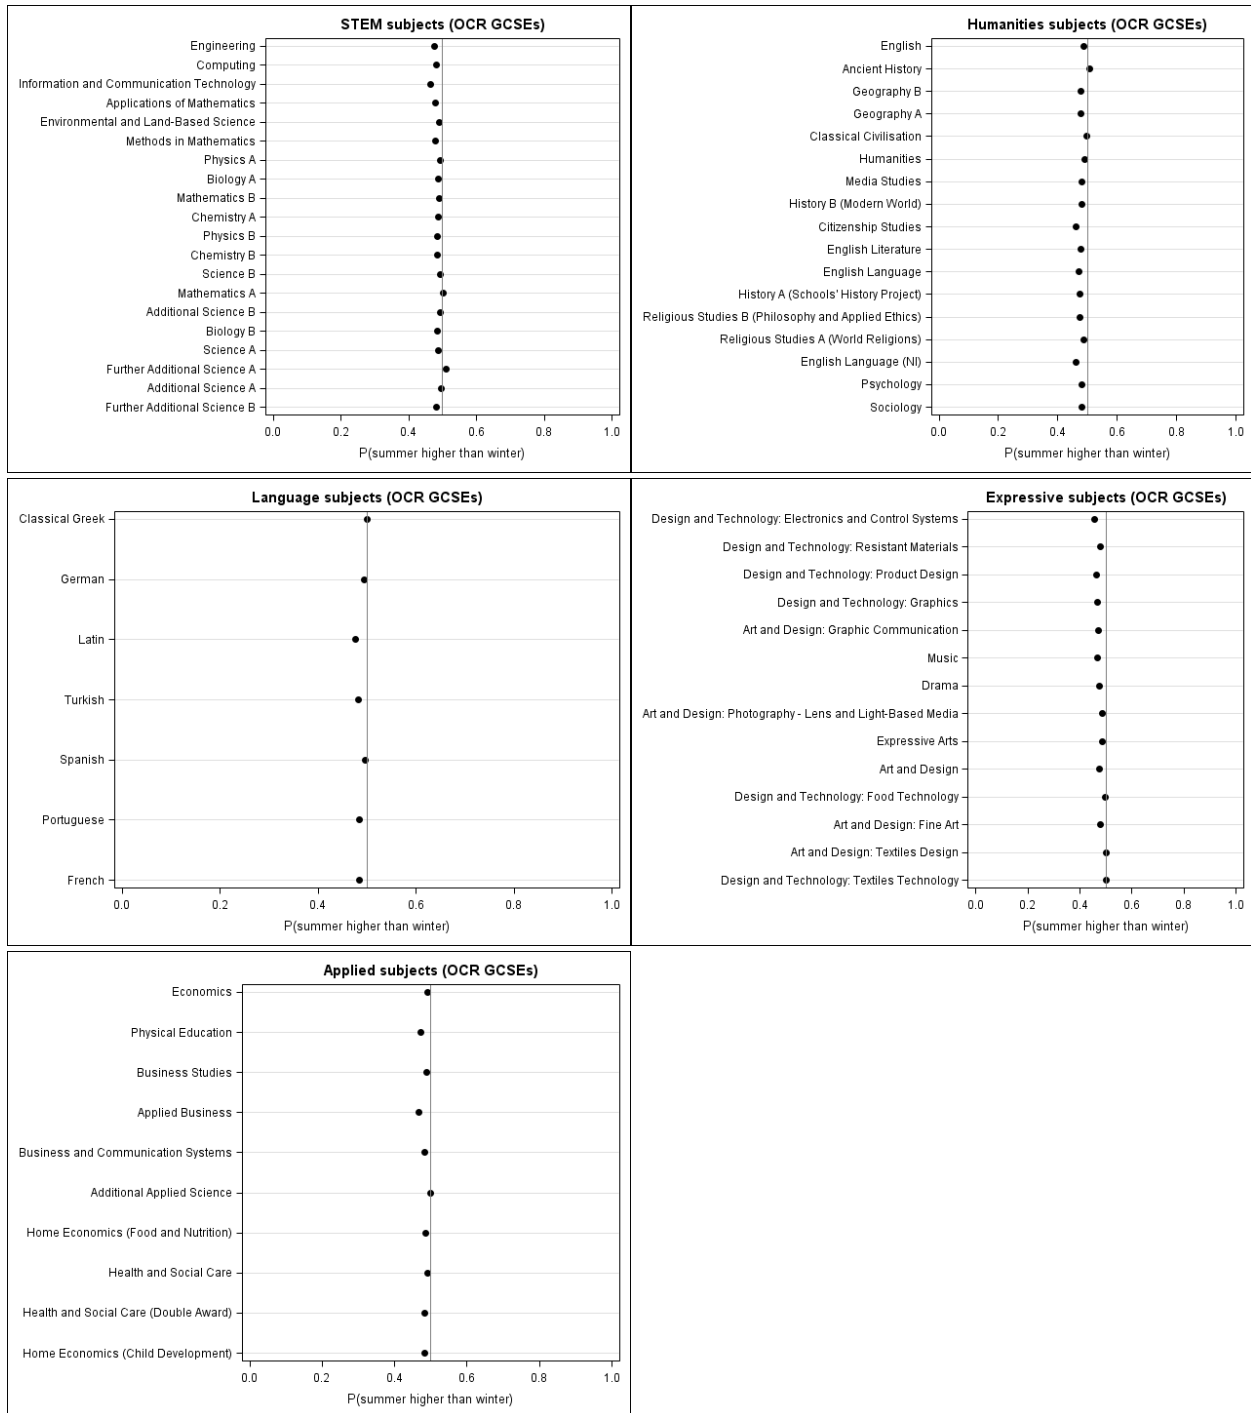 STEM subjects (OCR GCSEs)
Engineering
Computing
Information and Communication Technology
Applications of Mathematics
Environmental and Land-Based Science
Methods in Mathematics
Physics A
Biology A
Mathematics B
Chemistry A
Physics B
Chemistry B
Science B
Mathematics A
Additional Science B
Biology B
Science A
Further Additional Science A
Additional Science A
Further Additional Science B
0.0 0.2 0.4 0.6 0.8 1.0
P(summer higher than winter)
Humanities subjects (OCR GCSEs)
English
Ancient History
Geography B
Geography A
Classical Civilisation
Humanities
Media Studies
History B (Modern World)
Citizenship Studies
English Literature
English Language
History A (Schools' History Project)
Religious Studies B (Philosophy and Applied Ethics)
Religious Studies A (World Religions)
English Language (NI)
Psychology
Sociology
0.0 0.2 0.4 0.6 0.8 1.0
P(summer higher than winter)
Language subjects (OCR GCSEs)
Classical Greek
German
Latin
Turkish
Spanish
Portuguese
French
0.0 0.2 0.4 0.6 0.8 1.0
P(summer higher than winter)
Expressive subjects (OCR GCSEs)
Design and Technology: Electronics and Control Systems
Design and Technology: Resistant Materials
Design and Technology: Product Design
Design and Technology: Graphics
Art and Design: Graphic Communication
Music
Drama
Art and Design: Photography - Lens and Light-Based Media
Expressive Arts
Art and Design
Design and Technology: Food Technology
Art and Design: Fine Art
Art and Design: Textiles Design
Design and Technology: Textiles Technology
0.0 0.2 0.4 0.6 0.8 1.0
P(summer higher than winter)
Applied subjects (OCR GCSEs)
Economics
Physical Education
Business Studies
Applied Business
Business and Communication Systems
Additional Applied Science
Home Economics (Food and Nutrition)
Health and Social Care
Health and Social Care (Double Award)
Home Economics (Child Development)
0.0 0.2 0.4 0.6 0.8 1.0
P(summer higher than winter)